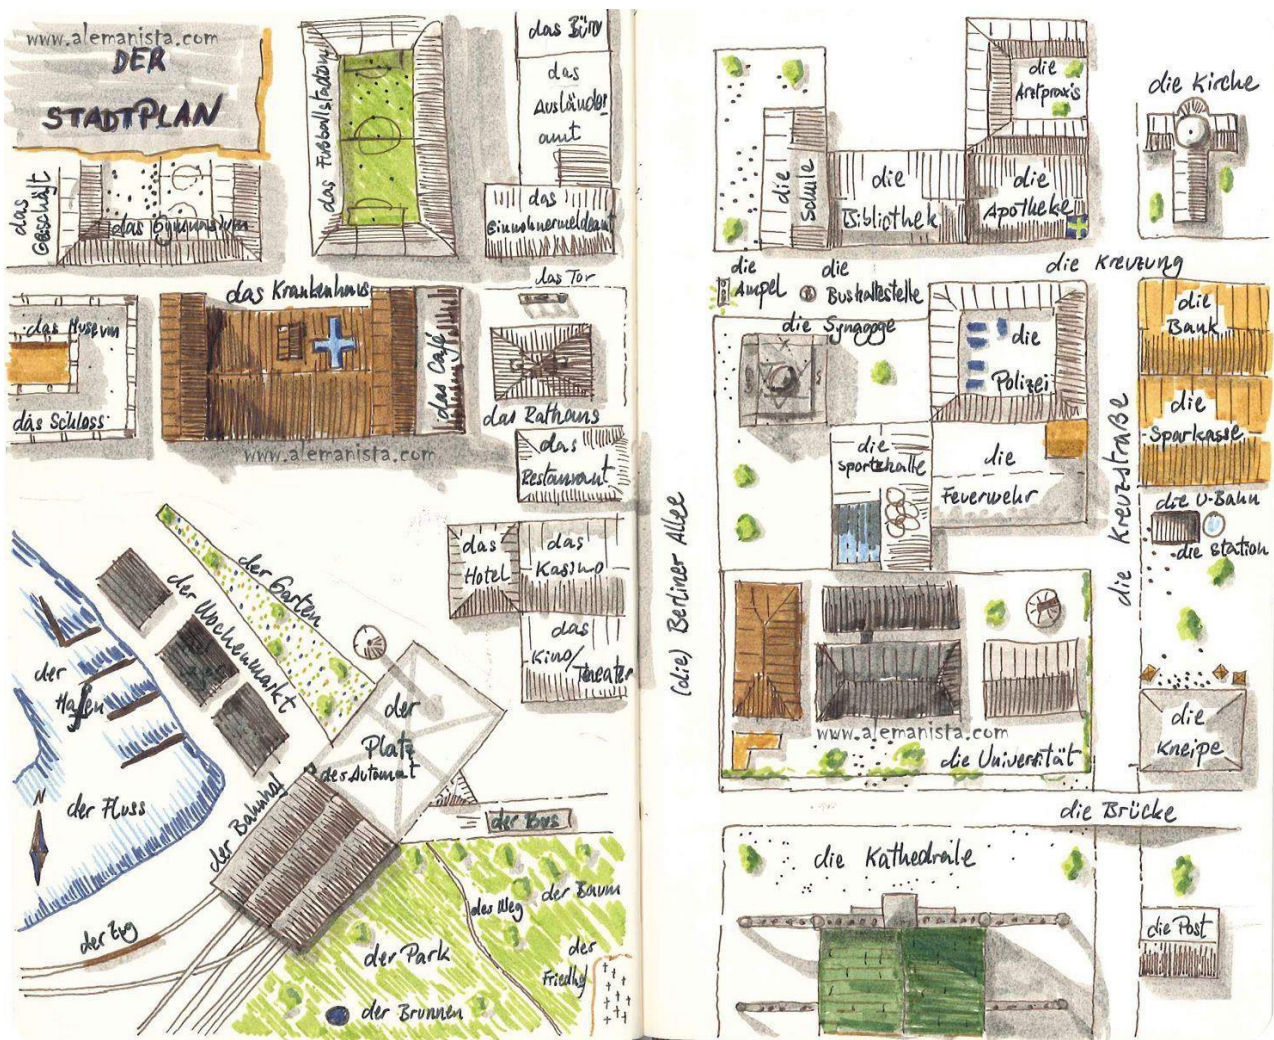 www.alemanista.com
DER
STADTPLAN
das Geschäft
das Gymnasium
das Fußballstadion
das Büro
das
Ausländer
amt
das
Einwohnermeldeamt
das Museum
das Schloss
das Krankenhaus
das Café
www.alemanista.com
das Tor
das Rathaus
das
Restaurant
das
Hotel
das
Kasino
das
Kino/
Theater
der Garten
der Wochenmarkt
der
Hafen
der Fluss
N
der
Platz
des Automat
der Bahnhof
der Zug
der Bus
der Baum
des Weg
der Park
der
Friedhof
der Brunnen
(die) Berliner Allee
die
Schule
die
Bibliothek
die
Arztpraxis
die
Apotheke
die Kirche
die
Ampel
die
Bushaltestelle
die Kreuzung
die Synagoge
die
Polizei
die
Bank
die
Sparkasse
die
Sporthalle
die
Feuerwehr
die Kreuzstraße
die U-Bahn
die Station
www.alemanista.com
die Universität
die
Kneipe
die Brücke
die Kathedrale
die Post